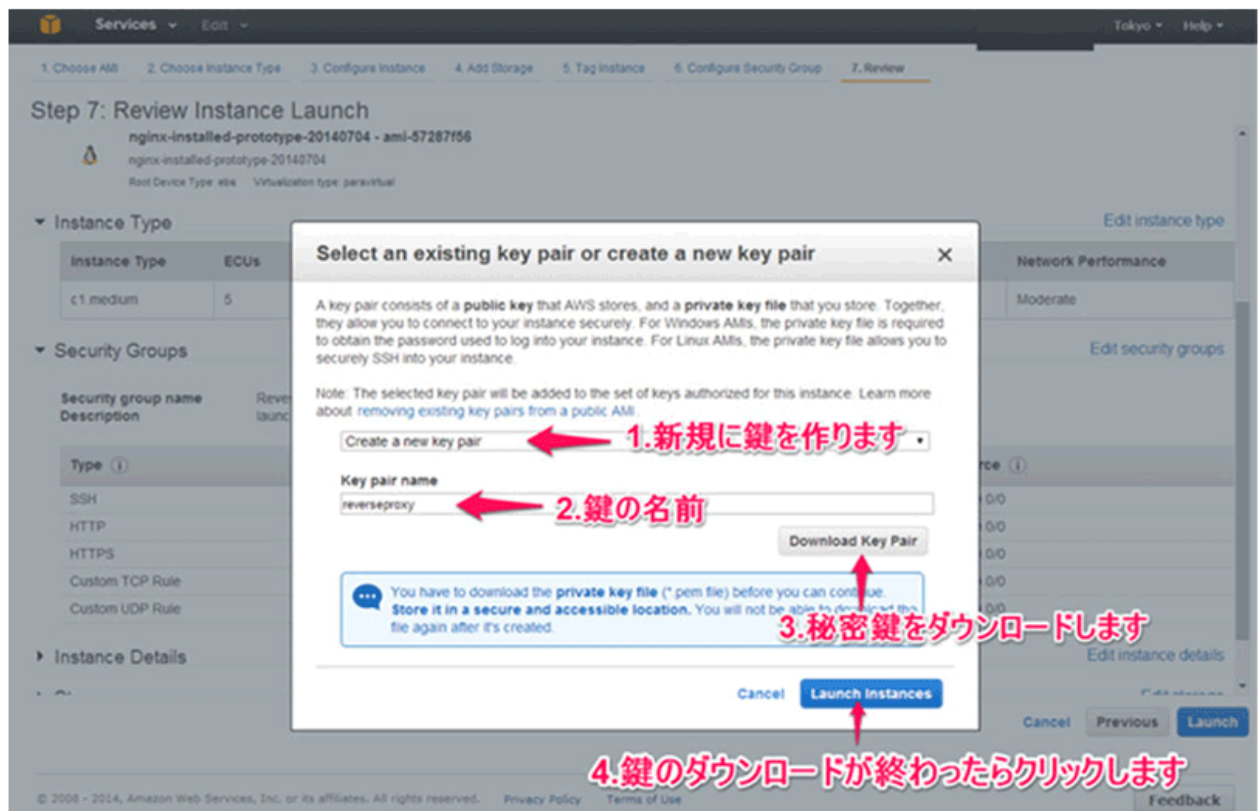 Services Edit Tokyo Help
1. Choose AMI 2. Choose Instance Type 3. Configure Instance 4. Add Storage 5. Tag Instance 6. Configure Security Group 7. Review
Step 7: Review Instance Launch
nginx-installed-prototype-20140704 - ami-57287f56
nginx-installed-prototype-20140704
Root Device Type: ebs Virtualization type: paravirtual
Instance Type Edit instance type
Instance Type ECUs Network Performance
c1.medium 5 Moderate
Security Groups Edit security groups
Security group name Reve
Description launc
Type rce
SSH 0/0
HTTP 0/0
HTTPS 0/0
Custom TCP Rule 0/0
Custom UDP Rule 0/0
Instance Details Edit instance details
Cancel Previous Launch
Select an existing key pair or create a new key pair
A key pair consists of a public key that AWS stores, and a private key file that you store. Together,
they allow you to connect to your instance securely. For Windows AMIs, the private key file is required
to obtain the password used to log into your instance. For Linux AMIs, the private key file allows you to
securely SSH into your instance.
Note: The selected key pair will be added to the set of keys authorized for this instance. Learn more
about removing existing key pairs from a public AMI.
Create a new key pair
1.新規に鍵を作ります
Key pair name
reverseproxy
2.鍵の名前
Download Key Pair
You have to download the private key file (*.pem file) before you can continue.
Store it in a secure and accessible location. You will not be able to download the
file again after it's created.
3.秘密鍵をダウンロードします
Cancel Launch Instances
4.鍵のダウンロードが終わったらクリックします
© 2008 - 2014, Amazon Web Services, Inc. or its affiliates. All rights reserved. Privacy Policy Terms of Use Feedback